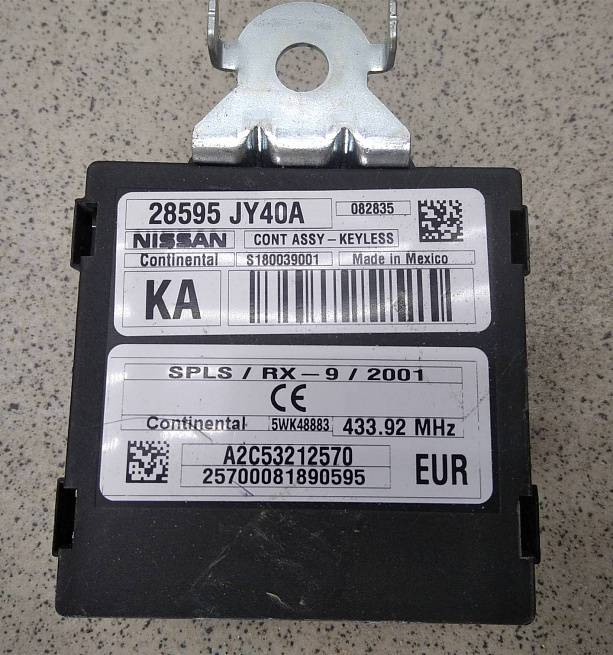 28595 JY40A 082835
NISSAN CONT ASSY-KEYLESS
Continental S180039001 Made in Mexico
KA
SPLS / RX-9 / 2001
CE
Continental 5WK48883 433.92 MHz
A2C53212570
25700081890595 EUR